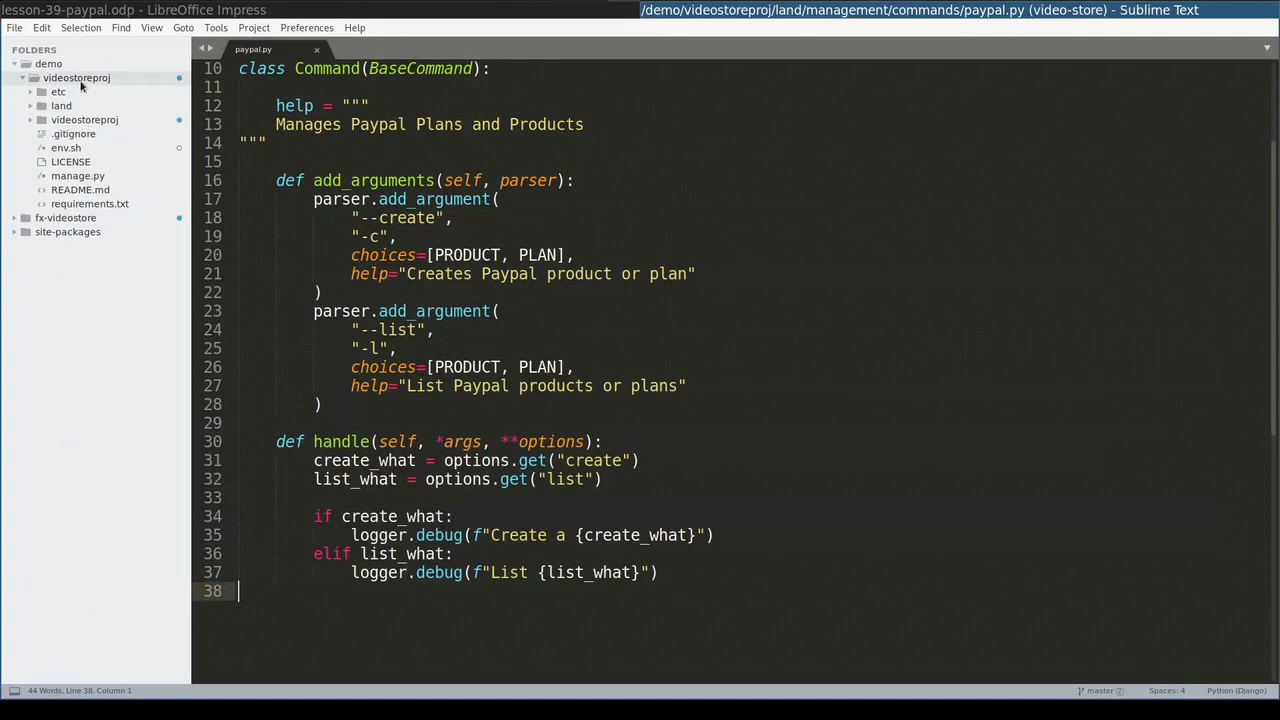 lesson-39-paypal.odp - LibreOffice Impress
/demo/videostoreproj/land/management/commands/paypal.py (video-store) - Sublime Text
File Edit Selection Find View Goto Tools Project Preferences Help
FOLDERS
demo
videostoreproj
etc
land
videostoreproj
.gitignore
env.sh
LICENSE
manage.py
README.md
requirements.txt
fx-videostore
site-packages
paypal.py
10 class Command(BaseCommand):
11
12     help = """
13     Manages Paypal Plans and Products
14 """
15
16     def add_arguments(self, parser):
17         parser.add_argument(
18             "--create",
19             "-c",
20             choices=[PRODUCT, PLAN],
21             help="Creates Paypal product or plan"
22         )
23         parser.add_argument(
24             "--list",
25             "-l",
26             choices=[PRODUCT, PLAN],
27             help="List Paypal products or plans"
28         )
29
30     def handle(self, *args, **options):
31         create_what = options.get("create")
32         list_what = options.get("list")
33
34         if create_what:
35             logger.debug(f"Create a {create_what}")
36         elif list_what:
37             logger.debug(f"List {list_what}")
38
44 Words, Line 38, Column 1
master 2
Spaces: 4
Python (Django)